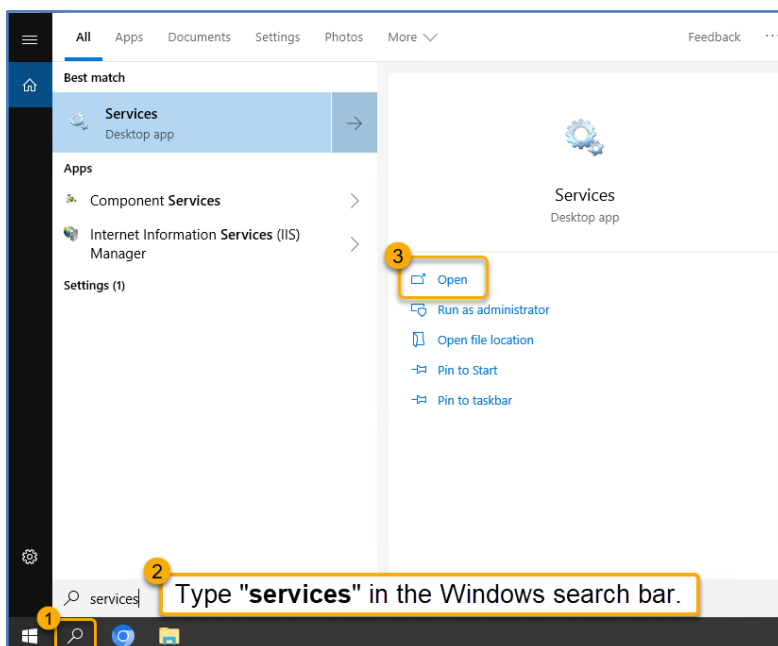 All Apps Documents Settings Photos More Feedback ...
Best match
Services
Desktop app
Apps
Component Services
Internet Information Services (IIS)
Manager
Settings (1)
Services
Desktop app
3
Open
Run as administrator
Open file location
Pin to Start
Pin to taskbar
2
services
Type "services" in the Windows search bar.
1